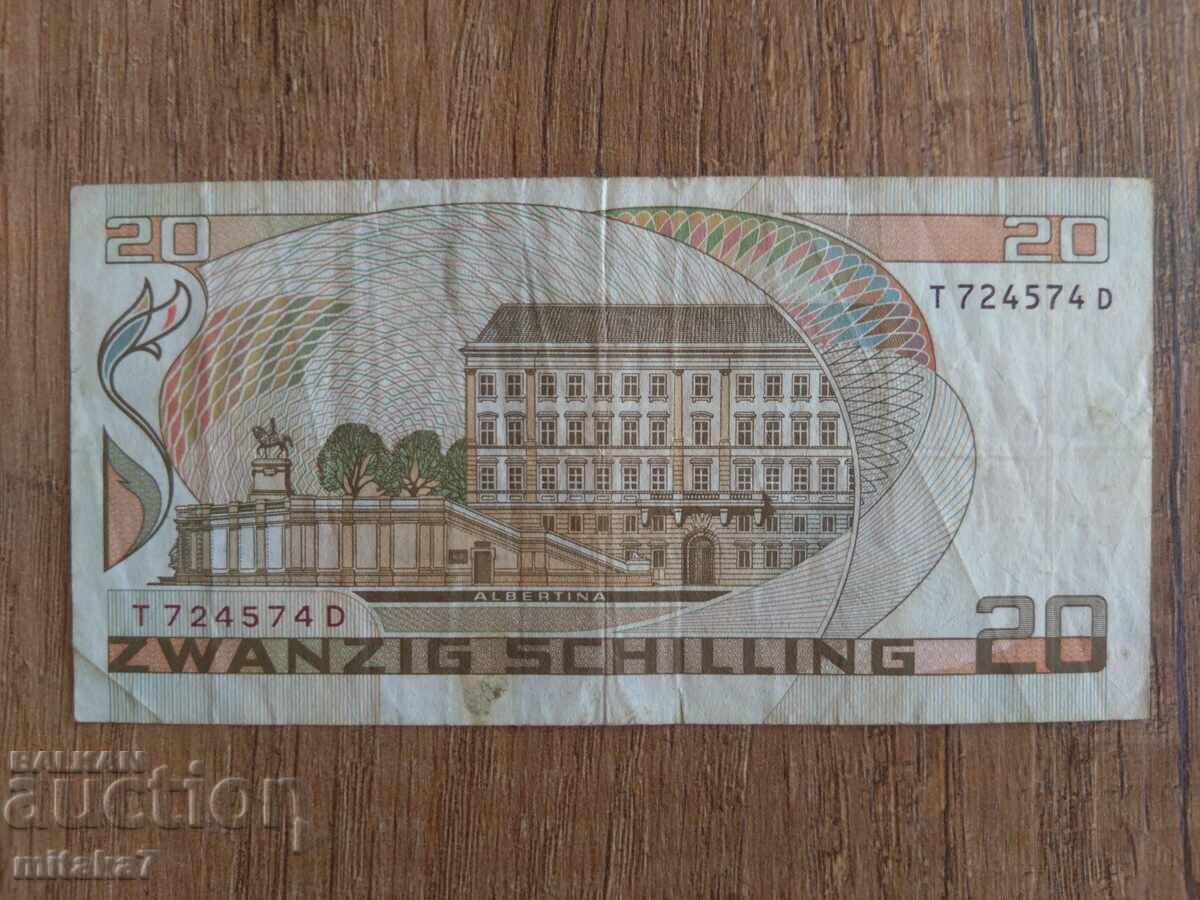 20 20
T 724574 D
ALBERTINA
T 724574 D
ZWANZIG SCHILLING 20
BALKAN
auction
mitaka7